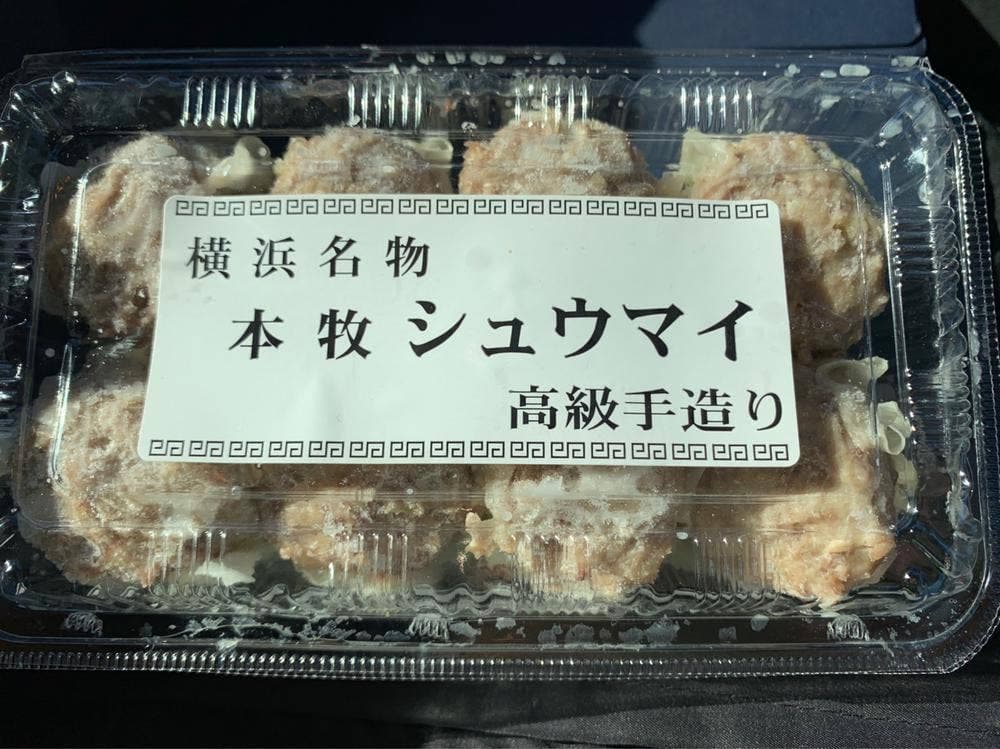 横浜名物
本牧シュウマイ
高級手造り